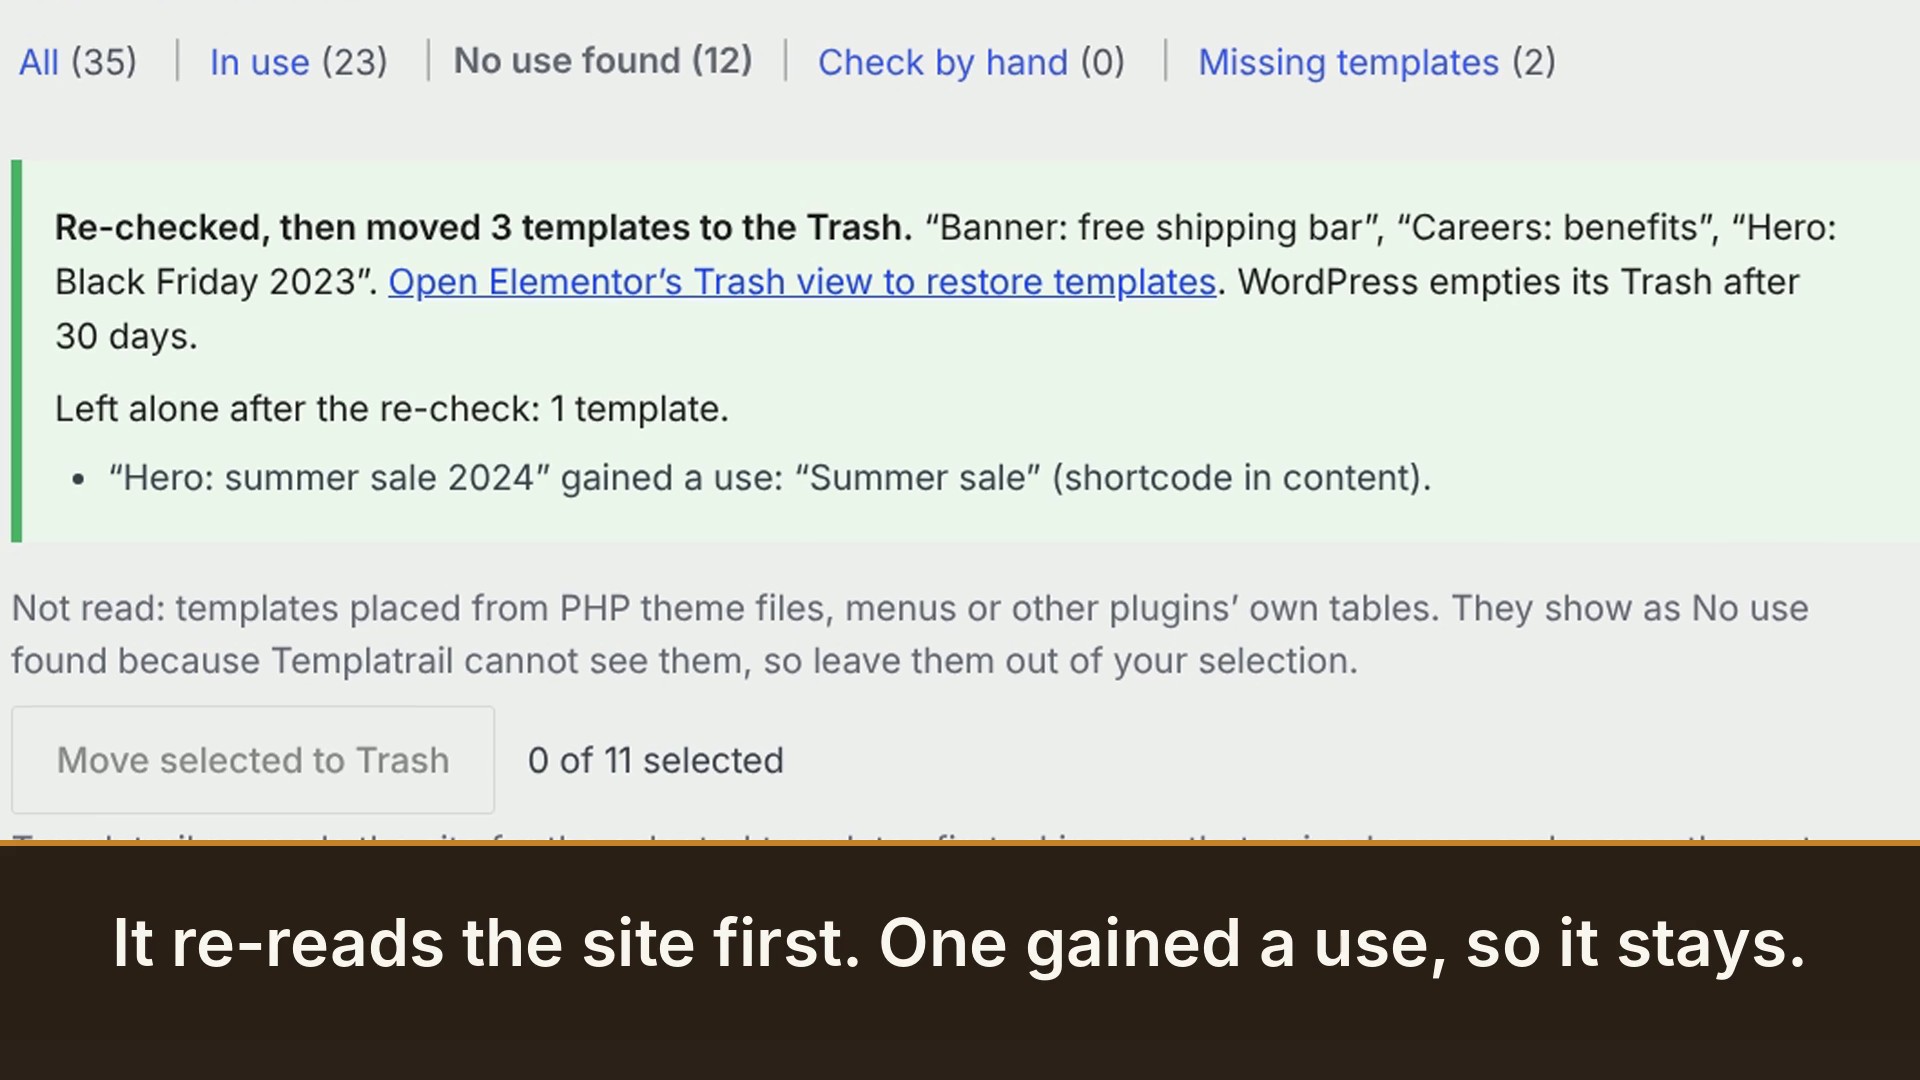 All (35) | In use (23) | No use found (12) | Check by hand (0) | Missing templates (2)
Re-checked, then moved 3 templates to the Trash. “Banner: free shipping bar”, “Careers: benefits”, “Hero:
Black Friday 2023”. Open Elementor’s Trash view to restore templates. WordPress empties its Trash after
30 days.
Left alone after the re-check: 1 template.
• “Hero: summer sale 2024” gained a use: “Summer sale” (shortcode in content).
Not read: templates placed from PHP theme files, menus or other plugins’ own tables. They show as No use
found because Templatrail cannot see them, so leave them out of your selection.
Move selected to Trash 0 of 11 selected
It re-reads the site first. One gained a use, so it stays.